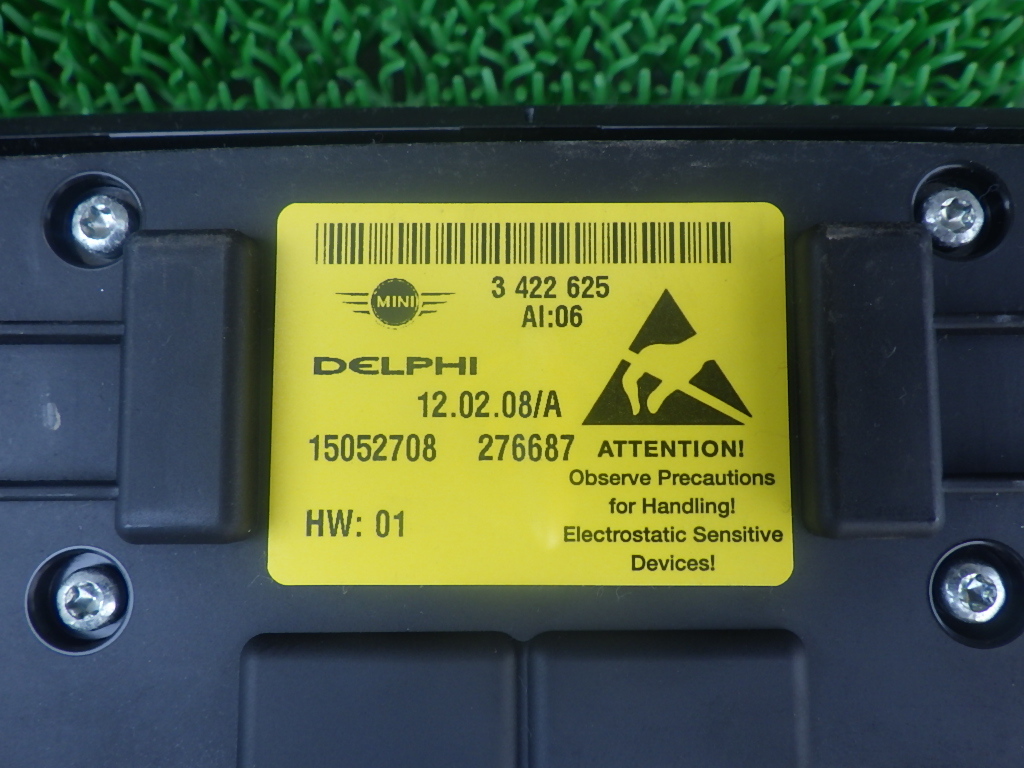 MINI
3 422 625
AI:06
DELPHI
12.02.08/A
15052708 276687
HW: 01
ATTENTION!
Observe Precautions
for Handling!
Electrostatic Sensitive
Devices!